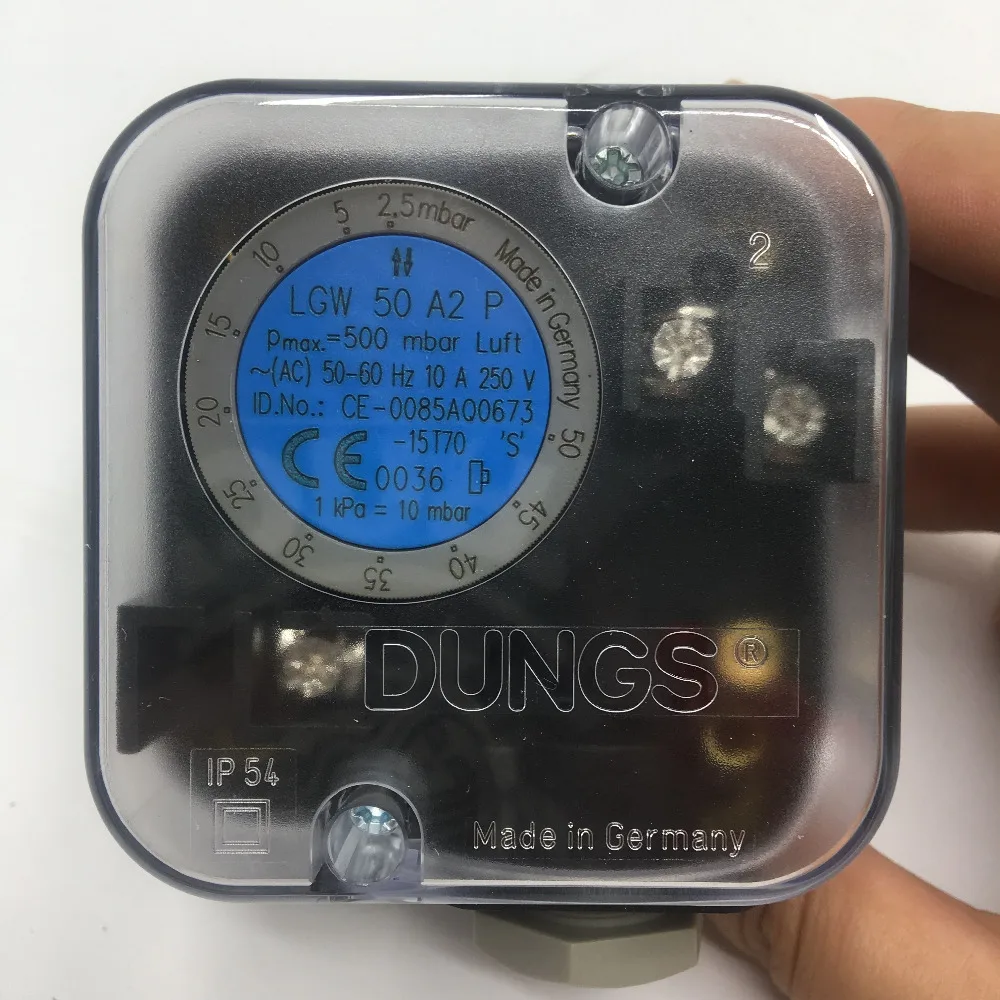 2,5 mbar
5
10
15
20
25
30
35
40
45
50
Made in Germany
LGW 50 A2 P
pmax.=500 mbar Luft
~(AC) 50-60 Hz 10 A 250 V
ID.No.: CE-0085AQ0673
-15T70 'S'
CE 0036
1 kPa = 10 mbar
2
DUNGS®
IP 54
Made in Germany